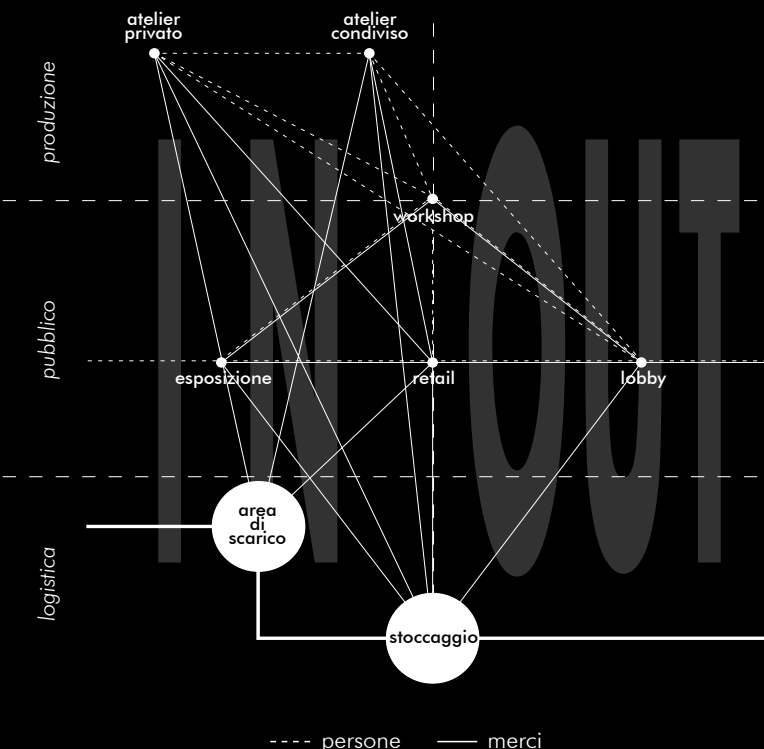 atelier
privato
atelier
condiviso
produzione
IN OUT
workshop
pubblico
esposizione
retail
lobby
area
di
scarico
logistica
stoccaggio
persone
merci